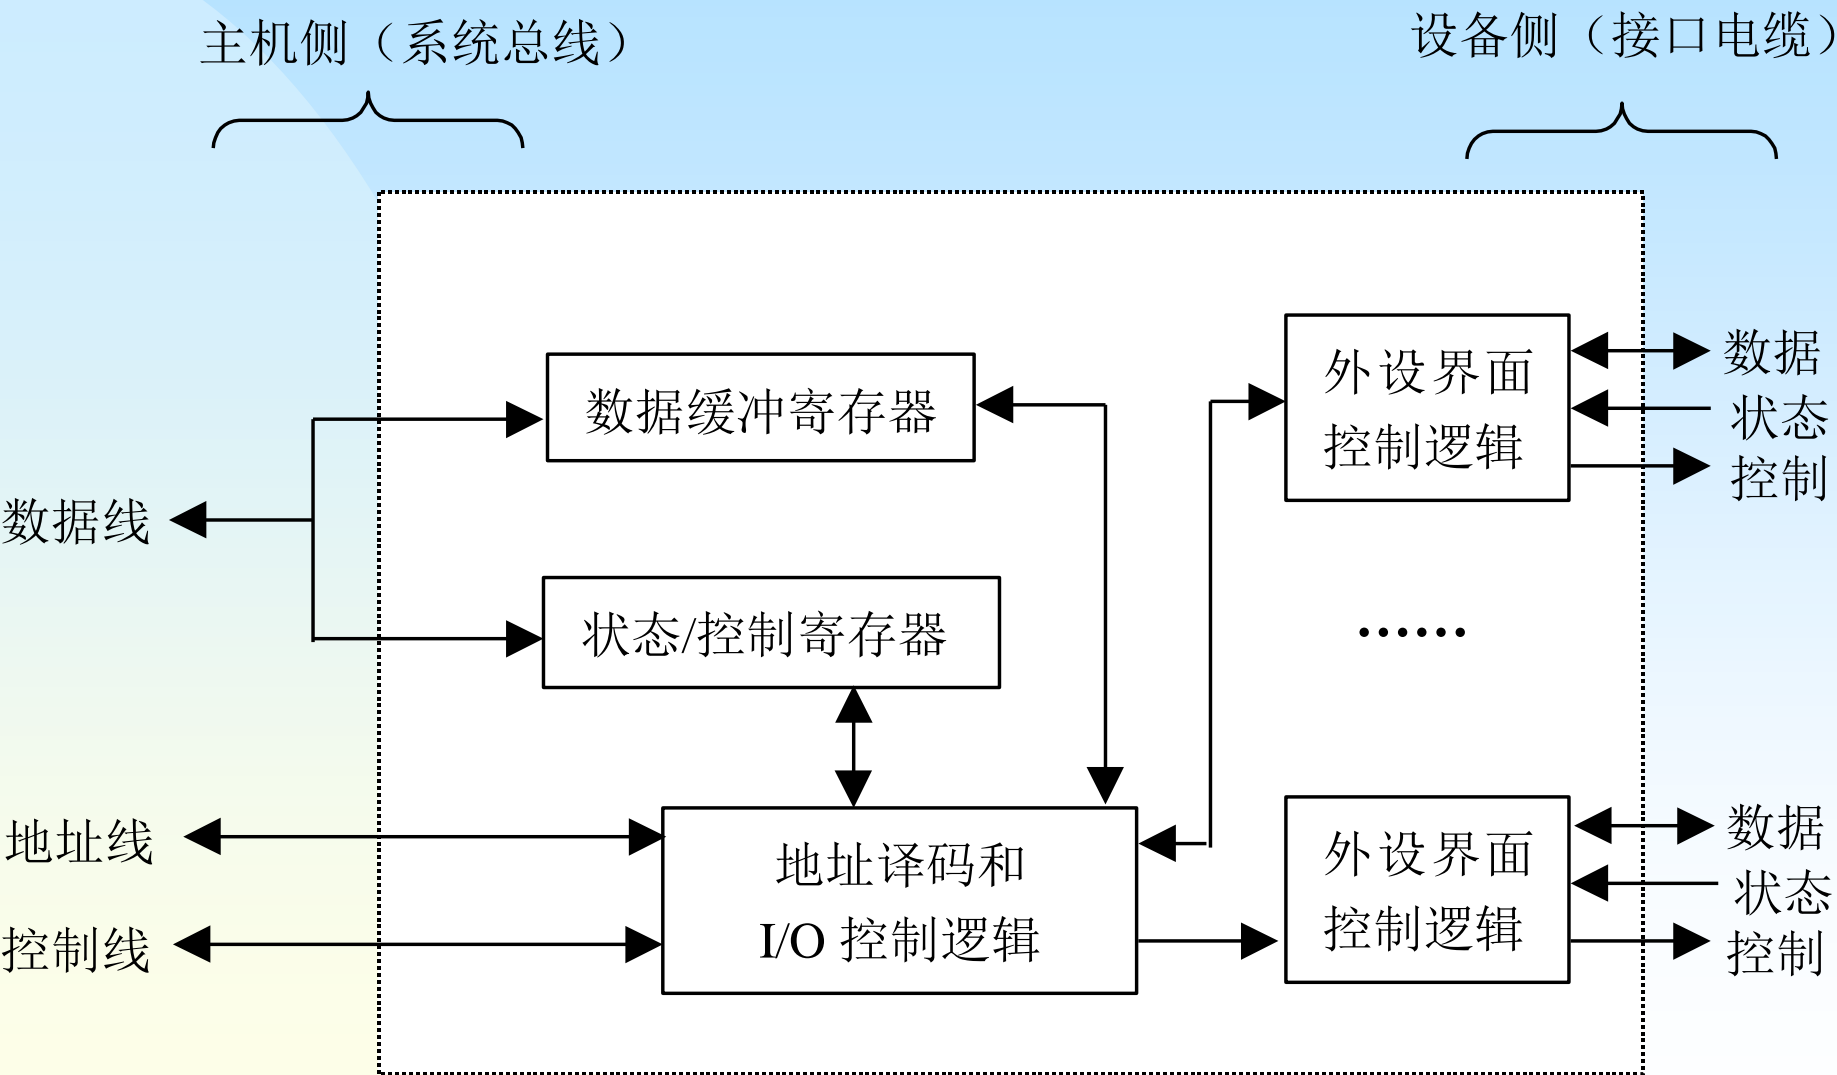 主机侧（系统总线）
设备侧（接口电缆）
数据缓冲寄存器
外设界面
控制逻辑
数据
状态
控制
数据线
状态/控制寄存器
......
地址线
控制线
地址译码和
I/O 控制逻辑
外设界面
控制逻辑
数据
状态
控制